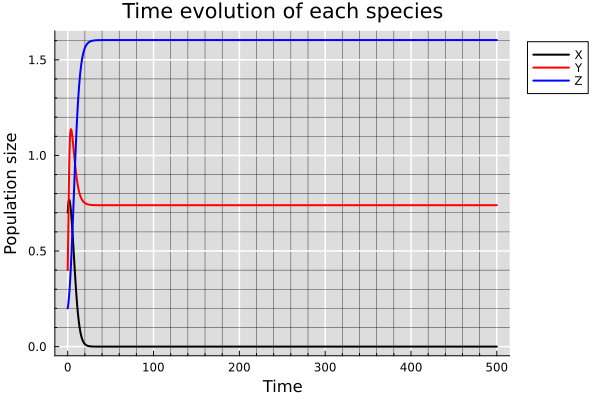 Time evolution of each species
Population size
1.5
1.0
0.5
0.0
0 100 200 300 400 500
Time
X
Y
Z